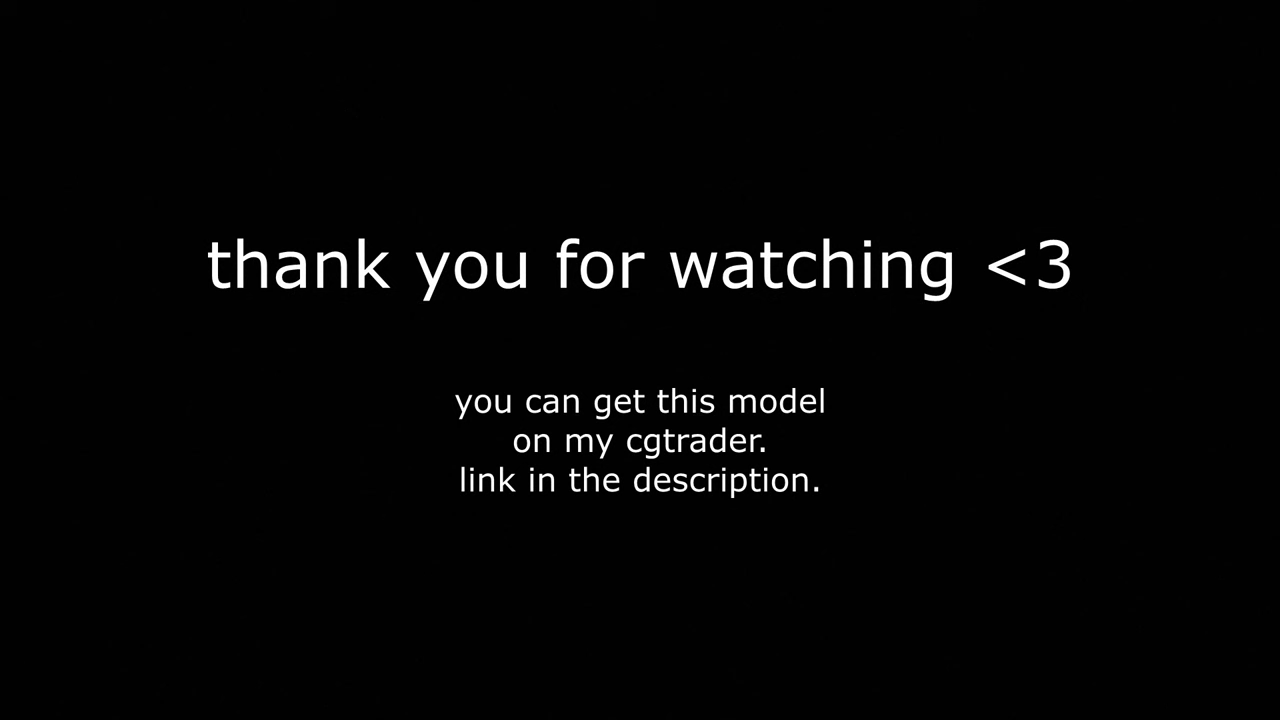 thank you for watching <3
you can get this model
on my cgtrader.
link in the description.